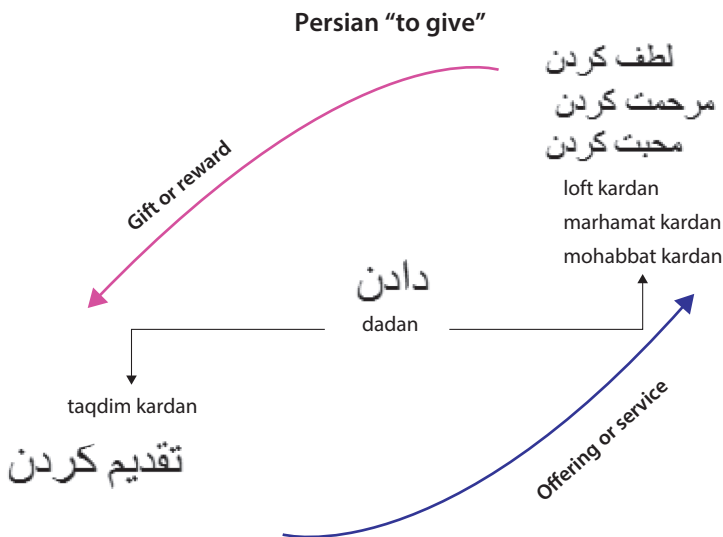 Persian “to give”
لطف کردن
مرحمت کردن
محبت کردن
loft kardan
marhamat kardan
mohabbat kardan
Gift or reward
دادن
dadan
taqdim kardan
تقدیم کردن
Offering or service